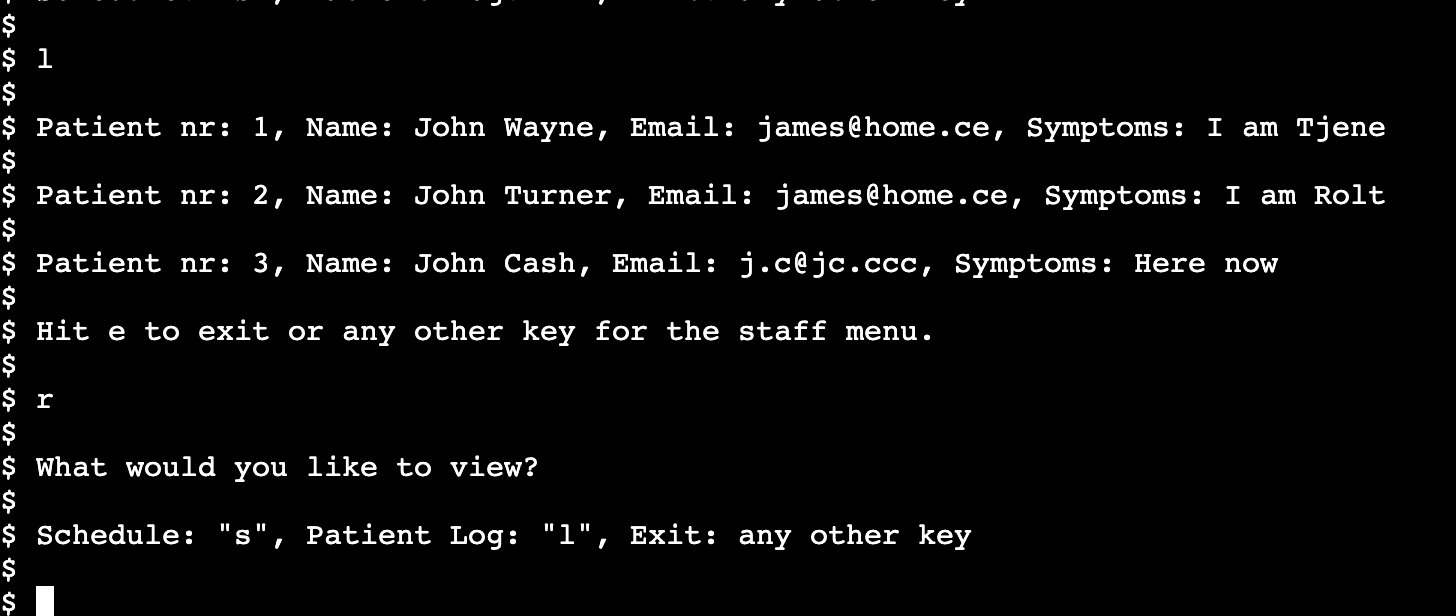 $
$ l
$
$ Patient nr: 1, Name: John Wayne, Email: james@home.ce, Symptoms: I am Tjene
$
$ Patient nr: 2, Name: John Turner, Email: james@home.ce, Symptoms: I am Rolt
$
$ Patient nr: 3, Name: John Cash, Email: j.c@jc.ccc, Symptoms: Here now
$
$ Hit e to exit or any other key for the staff menu.
$
$ r
$
$ What would you like to view?
$
$ Schedule: "s", Patient Log: "l", Exit: any other key
$
$